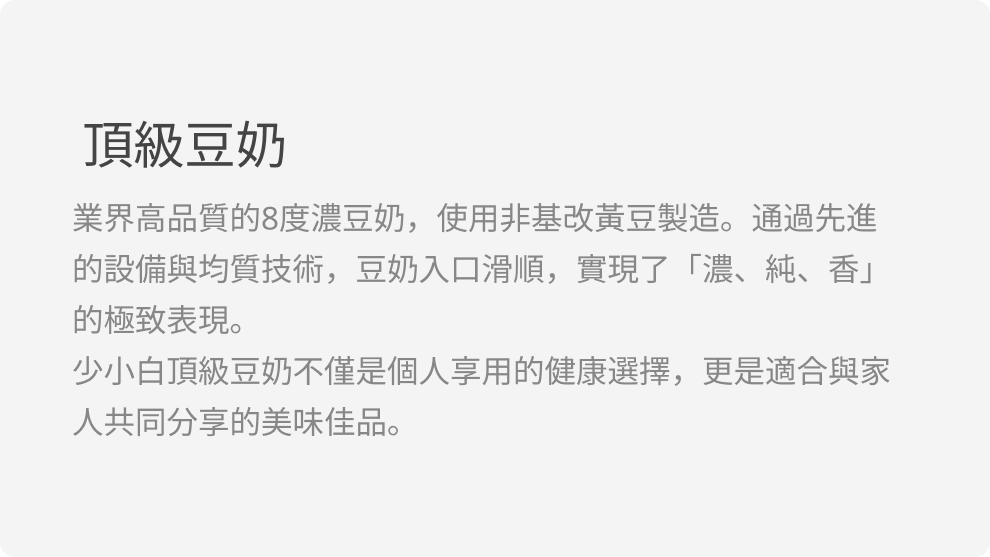 頂級豆奶
業界高品質的8度濃豆奶，使用非基改黃豆製造。通過先進
的設備與均質技術，豆奶入口滑順，實現了「濃、純、香」
的極致表現。
少小白頂級豆奶不僅是個人享用的健康選擇，更是適合與家
人共同分享的美味佳品。